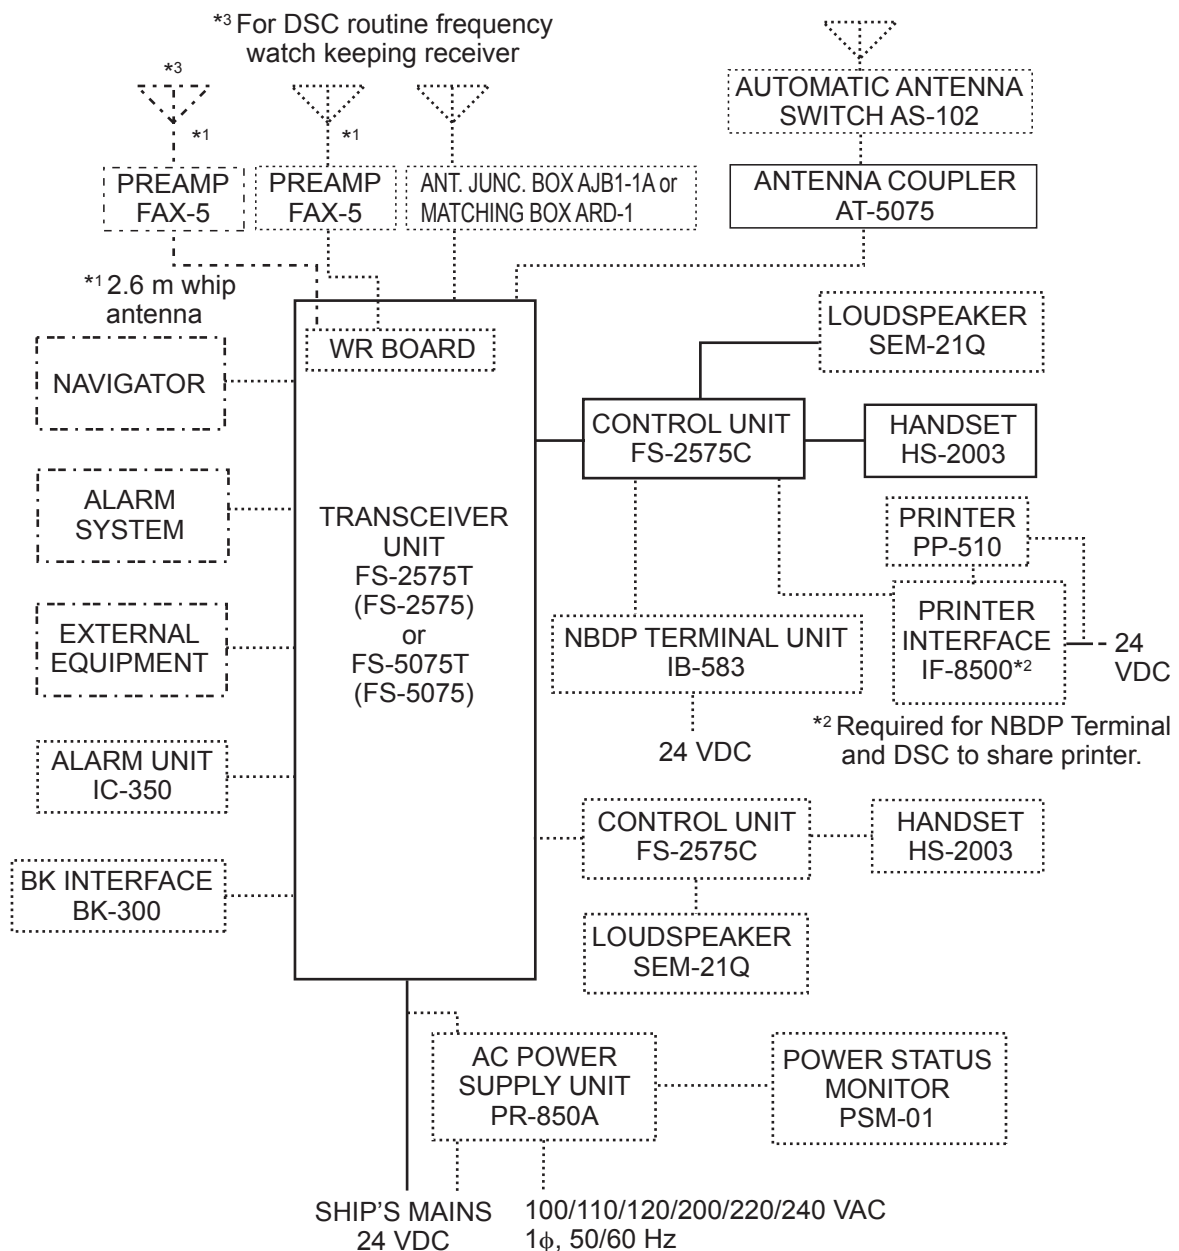 *3 For DSC routine frequency
watch keeping receiver
*3
*1
*1
AUTOMATIC ANTENNA
SWITCH AS-102
PREAMP
FAX-5
PREAMP
FAX-5
ANT. JUNC. BOX AJB1-1A or
MATCHING BOX ARD-1
ANTENNA COUPLER
AT-5075
*1 2.6 m whip
antenna
WR BOARD
LOUDSPEAKER
SEM-21Q
NAVIGATOR
CONTROL UNIT
FS-2575C
HANDSET
HS-2003
ALARM
SYSTEM
TRANSCEIVER
UNIT
FS-2575T
(FS-2575)
or
FS-5075T
(FS-5075)
PRINTER
PP-510
PRINTER
INTERFACE
IF-8500*2
24
VDC
EXTERNAL
EQUIPMENT
NBDP TERMINAL UNIT
IB-583
24 VDC
*2 Required for NBDP Terminal
and DSC to share printer.
ALARM UNIT
IC-350
CONTROL UNIT
FS-2575C
HANDSET
HS-2003
BK INTERFACE
BK-300
LOUDSPEAKER
SEM-21Q
AC POWER
SUPPLY UNIT
PR-850A
POWER STATUS
MONITOR
PSM-01
SHIP'S MAINS
24 VDC
100/110/120/200/220/240 VAC
1ϕ, 50/60 Hz